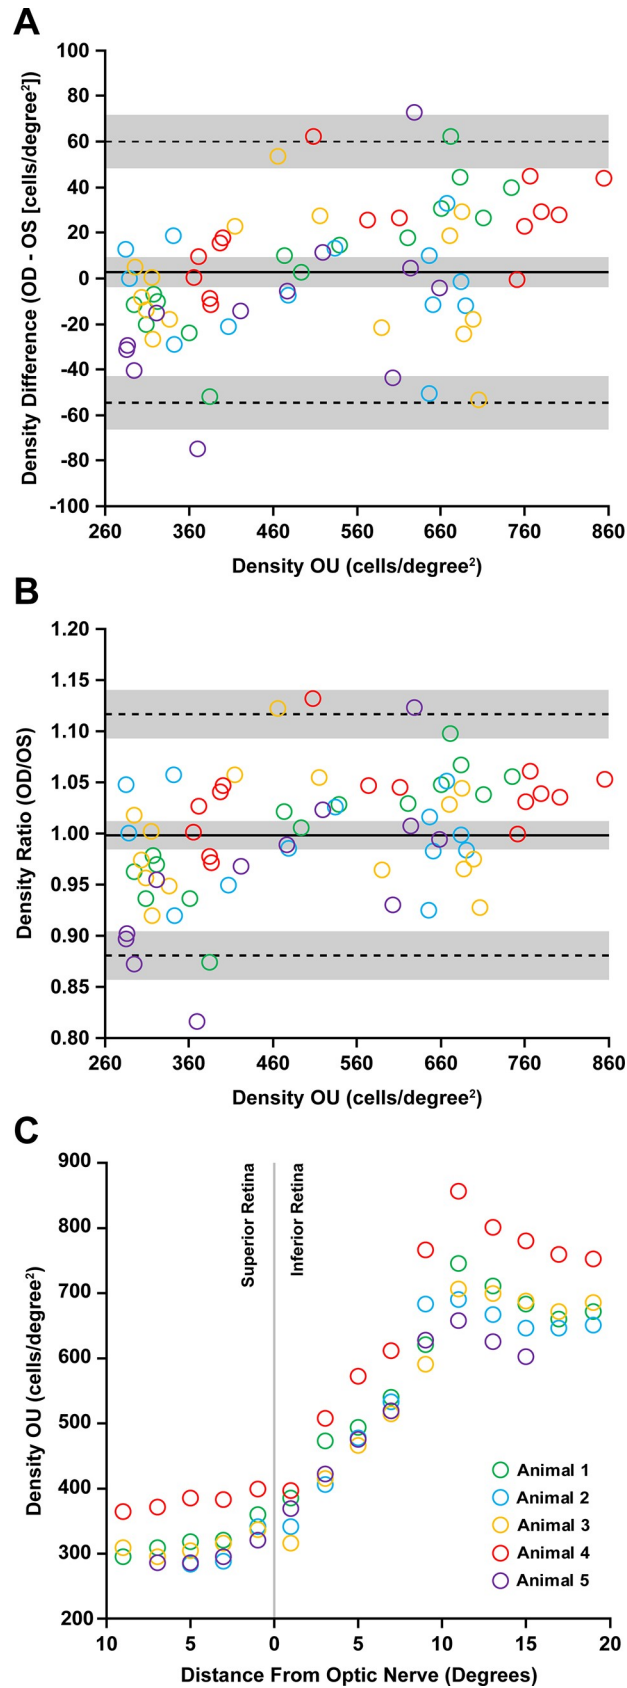 A
100
80
60
40
20
0
-20
-40
-60
-80
-100
Density Difference (OD - OS [cells/degree²])
260 360 460 560 660 760 860
Density OU (cells/degree²)
B
1.20
1.15
1.10
1.05
1.00
0.95
0.90
0.85
0.80
Density Ratio (OD/OS)
260 360 460 560 660 760 860
Density OU (cells/degree²)
C
900
800
700
600
500
400
300
200
Density OU (cells/degree²)
Superior Retina
Inferior Retina
Animal 1
Animal 2
Animal 3
Animal 4
Animal 5
10 5 0 5 10 15 20
Distance From Optic Nerve (Degrees)